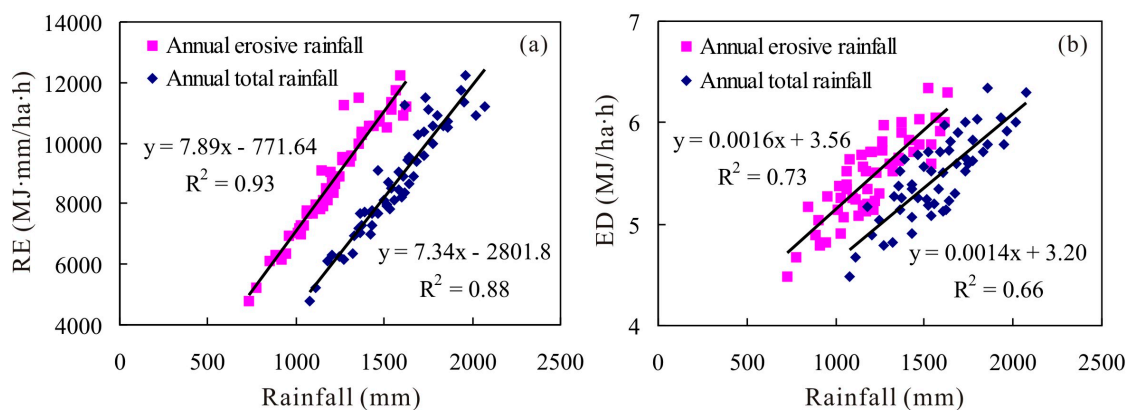 14000
12000
10000
8000
6000
4000
RE (MJ·mm/ha·h)
Annual erosive rainfall
Annual total rainfall
(a)
y = 7.89x - 771.64
R² = 0.93
y = 7.34x - 2801.8
R² = 0.88
0 500 1000 1500 2000 2500
Rainfall (mm)
7
6
5
4
ED (MJ/ha·h)
Annual erosive rainfall
Annual total rainfall
(b)
y = 0.0016x + 3.56
R² = 0.73
y = 0.0014x + 3.20
R² = 0.66
0 500 1000 1500 2000 2500
Rainfall (mm)